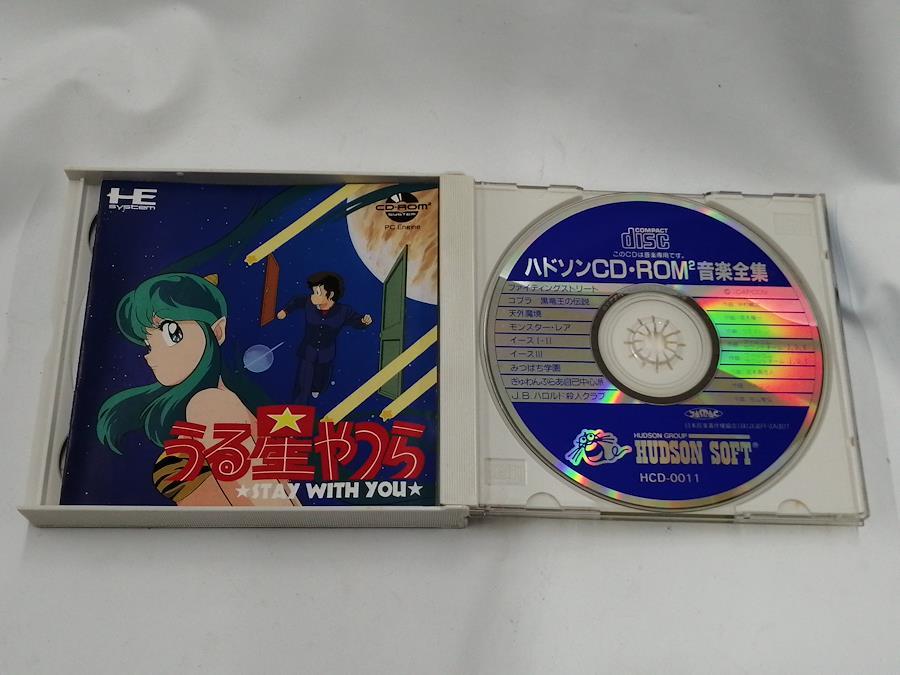 HE
System
CD-ROM²
SYSTEM
PC Engine
うる星やつら
★STAY WITH YOU★
COMPACT
disc
このCDは音楽専用です。
ハドソンCD・ROM²音楽全集
ファイティングストリート
コブラ 黒竜王の伝説
天外魔境
モンスター・レア
イースI・II
イースIII
みつばち学園
ぎゅわんぶらあ自己中心派
J.B.ハロルド殺人クラブ
HUDSON GROUP
HUDSON SOFT®
HCD-0011